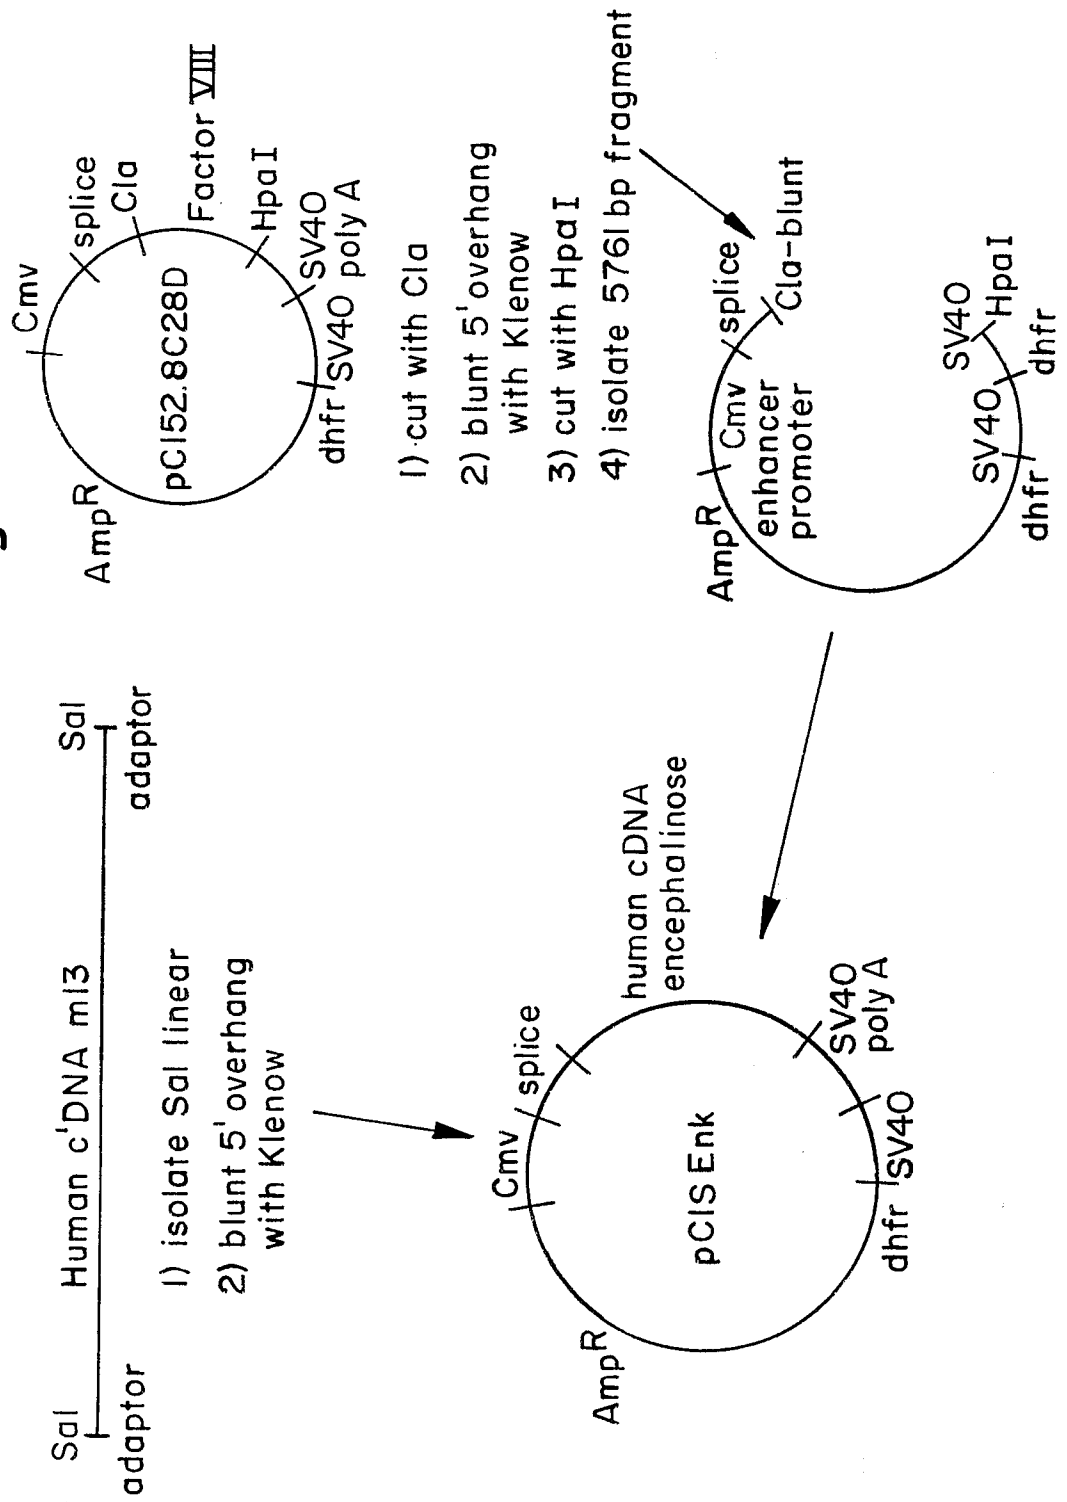 Sal
Human c'DNA m13
Sal
adaptor
adaptor
1) isolate Sal linear
2) blunt 5' overhang
with Klenow
Cmv
splice
human cDNA
encephalinose
AmpR
pCIS Enk
SV40
poly A
SV40
dhfr
Cmv
splice
Cla
AmpR
pC152.8C28D
Factor VIII
HpaI
SV40
poly A
SV40
dhfr
1) cut with Cla
2) blunt 5' overhang
with Klenow
3) cut with HpaI
4) isolate 5761 bp fragment
AmpR
Cmv
enhancer
promoter
splice
Cla-blunt
SV40
HpaI
SV40
dhfr
dhfr